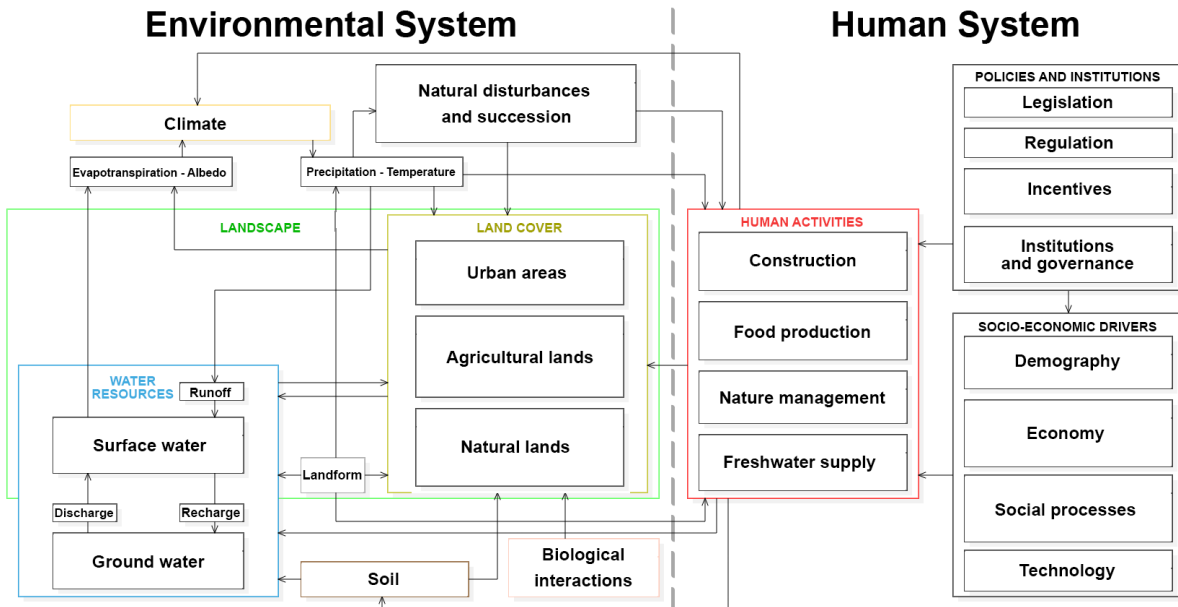 Environmental System
Human System
Natural disturbances
and succession
Climate
Evapotranspiration - Albedo
Precipitation - Temperature
LANDSCAPE
LAND COVER
Urban areas
Agricultural lands
Natural lands
WATER
RESOURCES
Runoff
Surface water
Discharge
Recharge
Ground water
Landform
Soil
Biological
interactions
HUMAN ACTIVITIES
Construction
Food production
Nature management
Freshwater supply
POLICIES AND INSTITUTIONS
Legislation
Regulation
Incentives
Institutions
and governance
SOCIO-ECONOMIC DRIVERS
Demography
Economy
Social processes
Technology